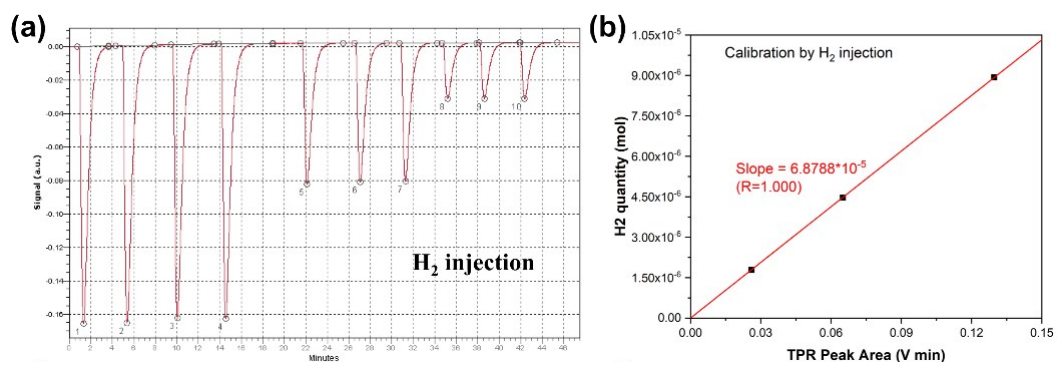 (a)
0.00
-0.02
-0.04
-0.06
-0.08
-0.10
-0.12
-0.14
-0.16
Signal (a.u.)
1
2
3
4
5
6
7
8
9
10
H₂ injection
0 2 4 6 8 10 12 14 16 18 20 22 24 26 28 30 32 34 36 38 40 42 44 46
Minutes
(b)
Calibration by H₂ injection
Slope = 6.8788*10⁻⁵
(R=1.000)
1.05x10⁻⁵
9.00x10⁻⁶
7.50x10⁻⁶
6.00x10⁻⁶
4.50x10⁻⁶
3.00x10⁻⁶
1.50x10⁻⁶
0.00
H2 quantity (mol)
0.00 0.03 0.06 0.09 0.12 0.15
TPR Peak Area (V min)